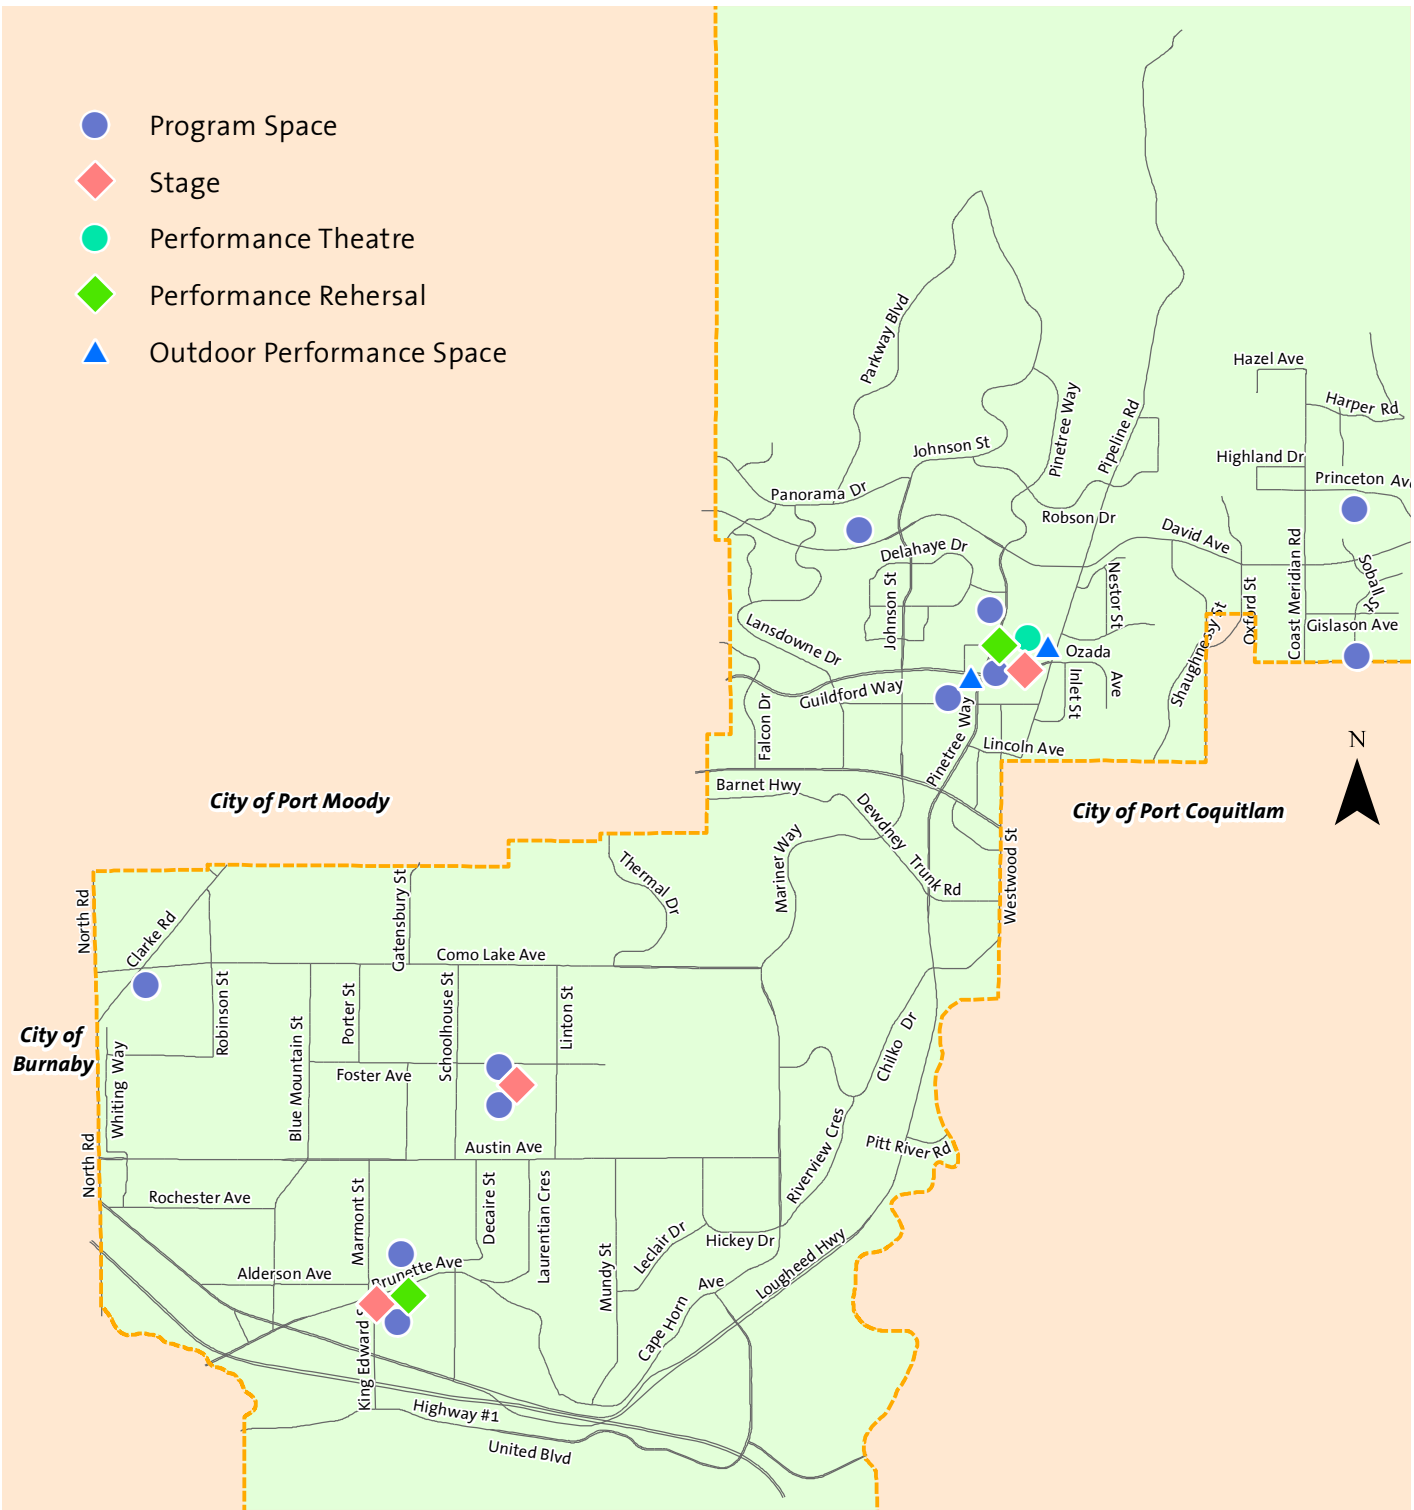 Program Space
Stage
Performance Theatre
Performance Rehersal
Outdoor Performance Space
Parkway Blvd
Pinetree Way
Pipeline Rd
Hazel Ave
Harper Rd
Johnson St
Highland Dr
Princeton Ave
Panorama Dr
Robson Dr
David Ave
Delahaye Dr
Johnson St
Nestor St
Coast Meridian Rd
Soball St
Oxford St
Shaughnessy St
Gislason Ave
Lansdowne Dr
Ozada
Ave
Inlet St
Guildford Way
Falcon Dr
Pinetree Way
Lincoln Ave
N
Barnet Hwy
City of Port Moody
City of Port Coquitlam
Dewdney Trunk Rd
Mariner Way
Westwood St
Thermal Dr
Gatensbury St
North Rd
Clarke Rd
Como Lake Ave
Robinson St
Porter St
Schoolhouse St
Linton St
City of
Burnaby
Whiting Way
Blue Mountain St
Foster Ave
Chilko Dr
Riverview Cres
Pitt River Rd
Austin Ave
North Rd
Rochester Ave
Marmont St
Decaire St
Laurentian Cres
Mundy St
Leclair Dr
Hickey Dr
Lougheed Hwy
Alderson Ave
Brunette Ave
Cape Horn Ave
King Edward
Highway #1
United Blvd